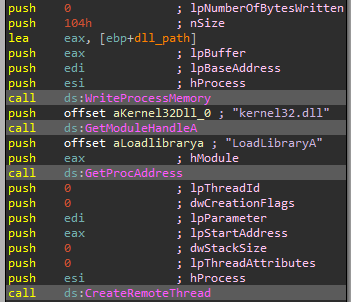 push 0 ; lpNumberOfBytesWritten
push 104h ; nSize
lea eax, [ebp+dll_path]
push eax ; lpBuffer
push edi ; lpBaseAddress
push esi ; hProcess
call ds:WriteProcessMemory
push offset aKernel32Dll_0 ; "kernel32.dll"
call ds:GetModuleHandleA
push offset aLoadlibrarya ; "LoadLibraryA"
push eax ; hModule
call ds:GetProcAddress
push 0 ; lpThreadId
push 0 ; dwCreationFlags
push edi ; lpParameter
push eax ; lpStartAddress
push 0 ; dwStackSize
push 0 ; lpThreadAttributes
push esi ; hProcess
call ds:CreateRemoteThread